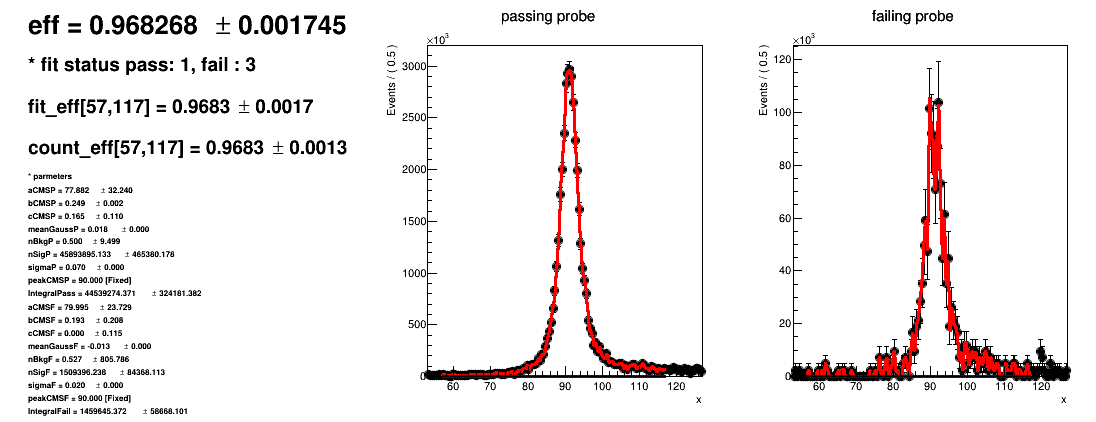 eff = 0.968268 ± 0.001745
* fit status pass: 1, fail : 3
fit_eff[57,117] = 0.9683 ± 0.0017
count_eff[57,117] = 0.9683 ± 0.0013
* parmeters
aCMSP = 77.882 ± 32.240
bCMSP = 0.249 ± 0.002
cCMSP = 0.165 ± 0.110
meanGaussP = 0.018 ± 0.000
nBkgP = 0.500 ± 9.499
nSigP = 45893895.133 ± 465380.178
sigmaP = 0.070 ± 0.000
peakCMSP = 90.000 [Fixed]
IntegralPass = 44539274.371 ± 324181.382
aCMSF = 79.995 ± 23.729
bCMSF = 0.193 ± 0.208
cCMSF = 0.000 ± 0.115
meanGaussF = -0.013 ± 0.000
nBkgF = 0.527 ± 805.786
nSigF = 1509396.238 ± 84368.113
sigmaF = 0.020 ± 0.000
peakCMSF = 90.000 [Fixed]
IntegralFail = 1459645.372 ± 58668.101
passing probe
×10³
Events / ( 0.5 )
3000
2500
2000
1500
1000
500
0
60 70 80 90 100 110 120
x
failing probe
×10³
Events / ( 0.5 )
120
100
80
60
40
20
0
60 70 80 90 100 110 120
x